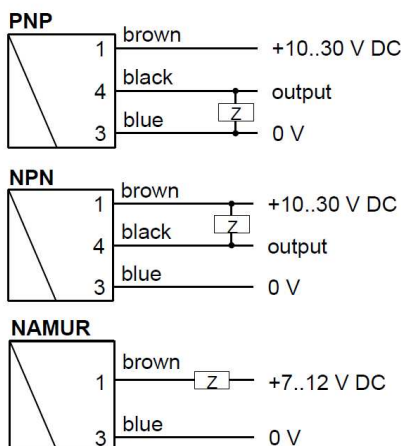 PNP
1 brown +10..30 V DC
4 black output
Z
3 blue 0 V
NPN
1 brown +10..30 V DC
Z
4 black output
3 blue 0 V
NAMUR
1 brown Z +7..12 V DC
3 blue 0 V